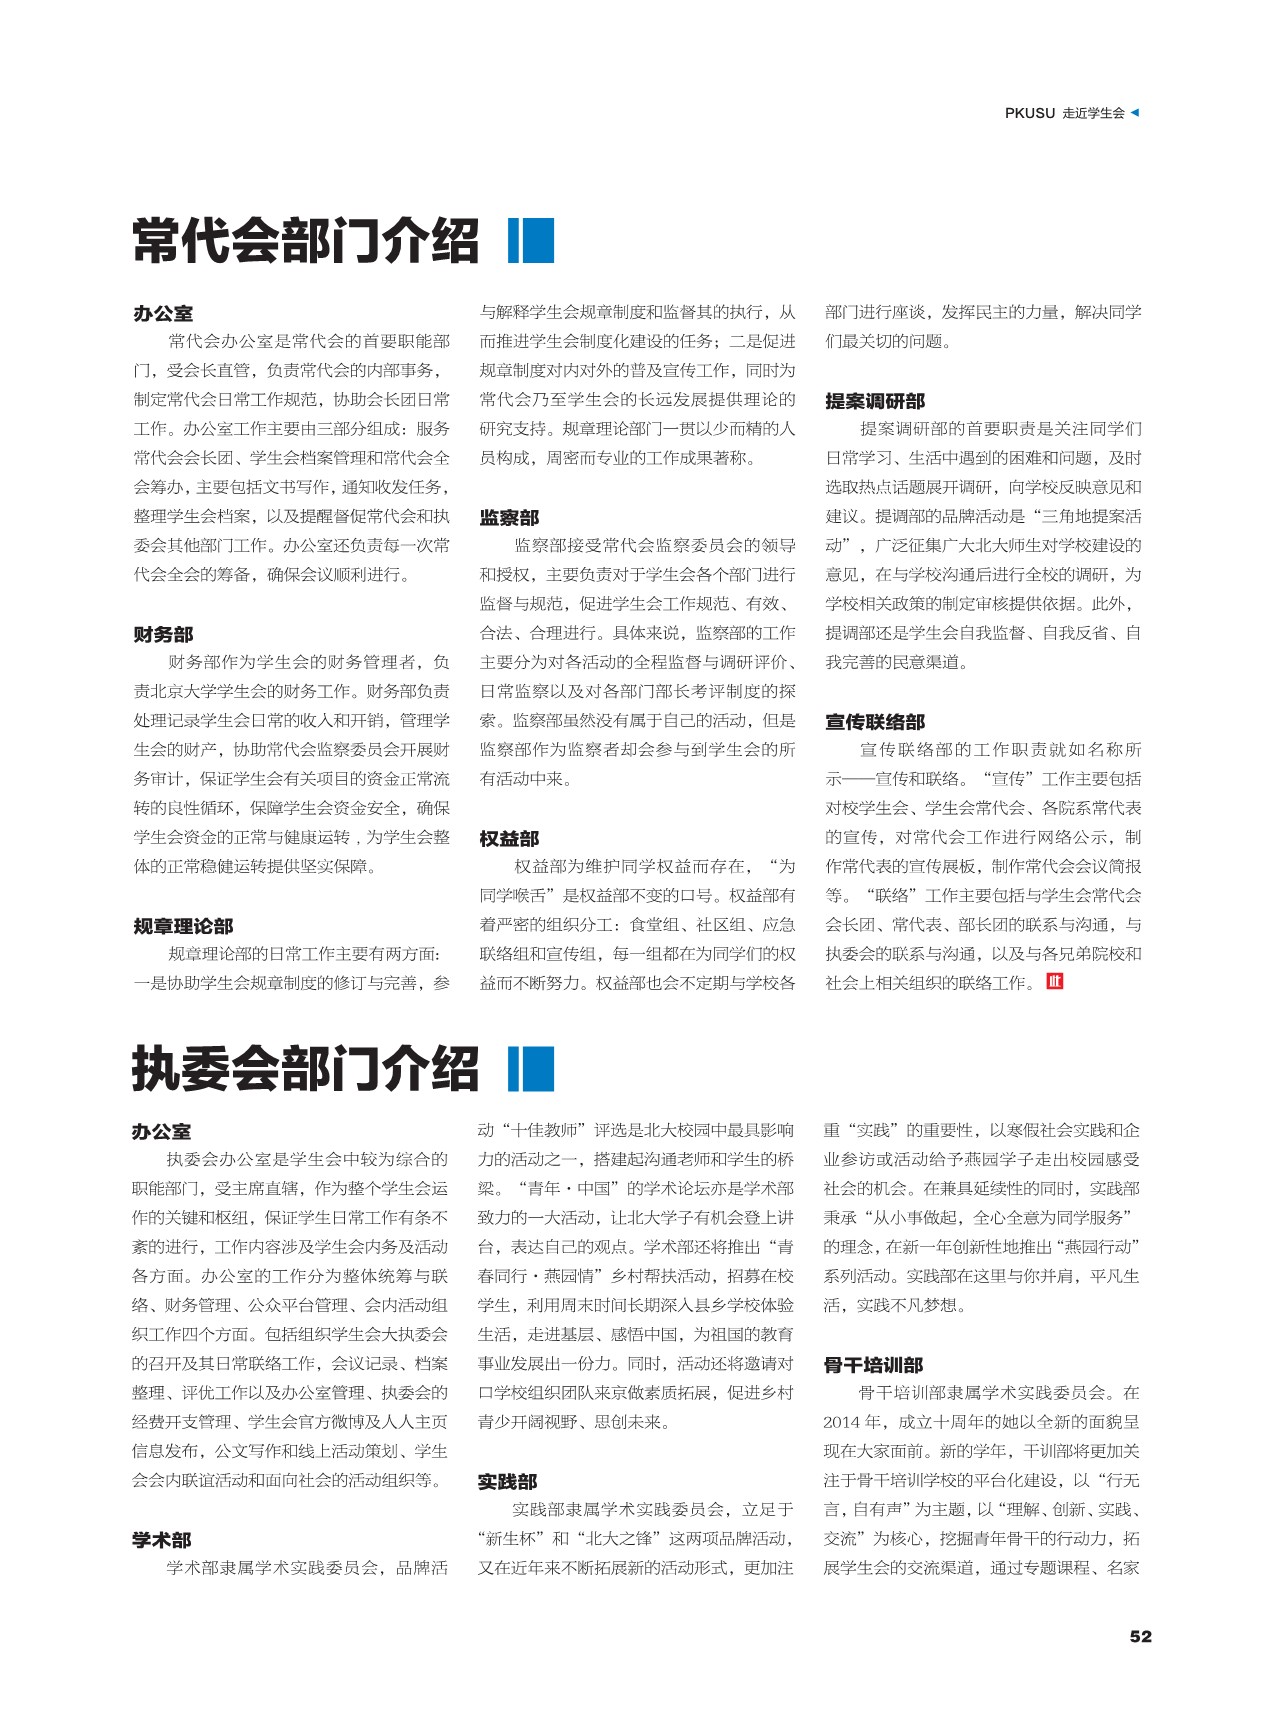 PKUSU 走近学生会
常代会部门介绍
办公室
常代会办公室是常代会的首要职能部
门，受会长直管，负责常代会的内部事务，
制定常代会日常工作规范，协助会长团日常
工作。办公室工作主要由三部分组成：服务
常代会会长团、学生会档案管理和常代会全
会筹办，主要包括文书写作，通知收发任务，
整理学生会档案，以及提醒督促常代会和执
委会其他部门工作。办公室还负责每一次常
代会全会的筹备，确保会议顺利进行。
财务部
财务部作为学生会的财务管理者，负
责北京大学学生会的财务工作。财务部负责
处理记录学生会日常的收入和开销，管理学
生会的财产，协助常代会监察委员会开展财
务审计，保证学生会有关项目的资金正常流
转的良性循环，保障学生会资金安全，确保
学生会资金的正常与健康运转，为学生会整
体的正常稳健运转提供坚实保障。
规章理论部
规章理论部的日常工作主要有两方面：
一是协助学生会规章制度的修订与完善，参
与解释学生会规章制度和监督其的执行，从
而推进学生会制度化建设的任务；二是促进
规章制度对内对外的普及宣传工作，同时为
常代会乃至学生会的长远发展提供理论的
研究支持。规章理论部门一贯以少而精的人
员构成，周密而专业的工作成果著称。
监察部
监察部接受常代会监察委员会的领导
和授权，主要负责对于学生会各个部门进行
监督与规范，促进学生会工作规范、有效、
合法、合理进行。具体来说，监察部的工作
主要分为对各活动的全程监督与调研评价、
日常监察以及对各部门部长考评制度的探
索。监察部虽然没有属于自己的活动，但是
监察部作为监察者却会参与到学生会的所
有活动中来。
权益部
权益部为维护同学权益而存在，“为
同学喉舌”是权益部不变的口号。权益部有
着严密的组织分工：食堂组、社区组、应急
联络组和宣传组，每一组都在为同学们的权
益而不断努力。权益部也会不定期与学校各
部门进行座谈，发挥民主的力量，解决同学
们最关切的问题。
提案调研部
提案调研部的首要职责是关注同学们
日常学习、生活中遇到的困难和问题，及时
选取热点话题展开调研，向学校反映意见和
建议。提调部的品牌活动是“三角地提案活
动”，广泛征集广大北大师生对学校建设的
意见，在与学校沟通后进行全校的调研，为
学校相关政策的制定审核提供依据。此外，
提调部还是学生会自我监督、自我反省、自
我完善的民意渠道。
宣传联络部
宣传联络部的工作职责就如名称所
示——宣传和联络。“宣传”工作主要包括
对校学生会、学生会常代会、各院系常代表
的宣传，对常代会工作进行网络公示，制
作常代表的宣传展板，制作常代会会议简报
等。“联络”工作主要包括与学生会常代会
会长团、常代表、部长团的联系与沟通，与
执委会的联系与沟通，以及与各兄弟院校和
社会上相关组织的联络工作。
执委会部门介绍
办公室
执委会办公室是学生会中较为综合的
职能部门，受主席直辖，作为整个学生会运
作的关键和枢纽，保证学生日常工作有条不
紊的进行，工作内容涉及学生会内务及活动
各方面。办公室的工作分为整体统筹与联
络、财务管理、公众平台管理、会内活动组
织工作四个方面。包括组织学生会大执委会
的召开及其日常联络工作，会议记录、档案
整理、评优工作以及办公室管理、执委会的
经费开支管理、学生会官方微博及人人主页
信息发布，公文写作和线上活动策划、学生
会会内联谊活动和面向社会的活动组织等。
学术部
学术部隶属学术实践委员会，品牌活
动“十佳教师”评选是北大校园中最具影响
力的活动之一，搭建起沟通老师和学生的桥
梁。“青年·中国”的学术论坛亦是学术部
致力的一大活动，让北大学子有机会登上讲
台，表达自己的观点。学术部还将推出“青
春同行·燕园情”乡村帮扶活动，招募在校
学生，利用周末时间长期深入县乡学校体验
生活，走进基层、感悟中国，为祖国的教育
事业发展出一份力。同时，活动还将邀请对
口学校组织团队来京做素质拓展，促进乡村
青少开阔视野、思创未来。
实践部
实践部隶属学术实践委员会，立足于
“新生杯”和“北大之锋”这两项品牌活动，
又在近年来不断拓展新的活动形式，更加注
重“实践”的重要性，以寒假社会实践和企
业参访或活动给予燕园学子走出校园感受
社会的机会。在兼具延续性的同时，实践部
秉承“从小事做起，全心全意为同学服务”
的理念，在新一年创新性地推出“燕园行动”
系列活动。实践部在这里与你并肩，平凡生
活，实践不凡梦想。
骨干培训部
骨干培训部隶属学术实践委员会。在
2014 年，成立十周年的她以全新的面貌呈
现在大家面前。新的学年，干训部将更加关
注于骨干培训学校的平台化建设，以“行无
言，自有声”为主题，以“理解、创新、实践、
交流”为核心，挖掘青年骨干的行动力，拓
展学生会的交流渠道，通过专题课程、名家
52